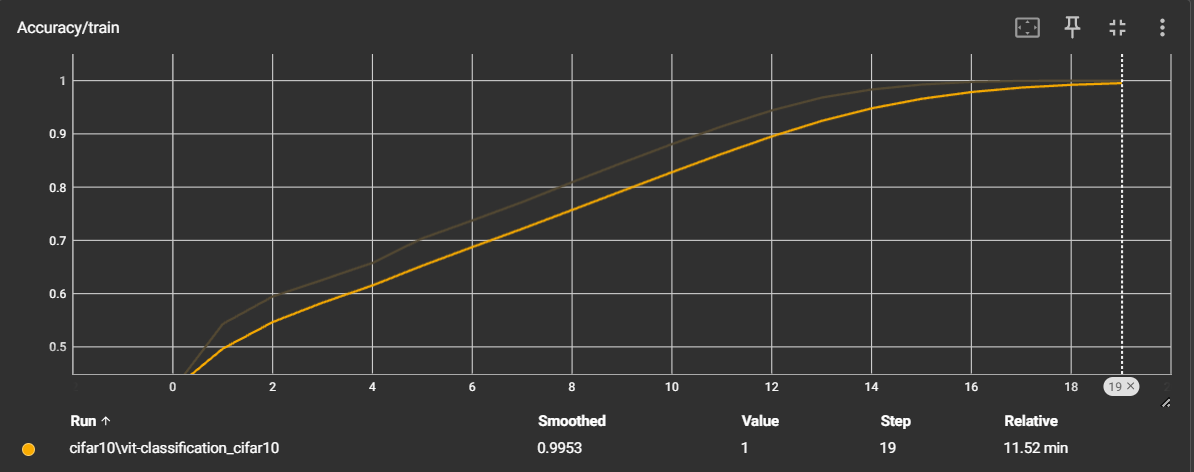 Accuracy/train
1
0.9
0.8
0.7
0.6
0.5
0 2 4 6 8 10 12 14 16 18 19 ✕
Run ↑ Smoothed Value Step Relative
cifar10\vit-classification_cifar10 0.9953 1 19 11.52 min